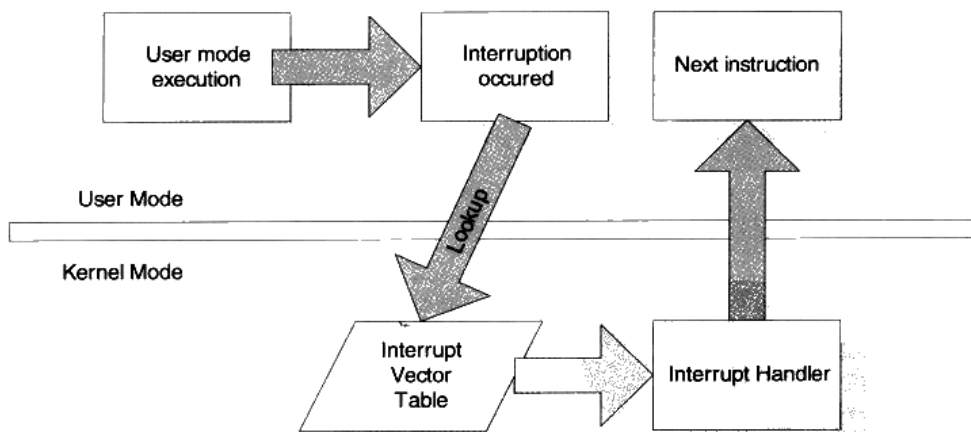 User mode
execution
Interruption
occured
Next instruction
User Mode
Lookup
Kernel Mode
Interrupt
Vector
Table
Interrupt Handler